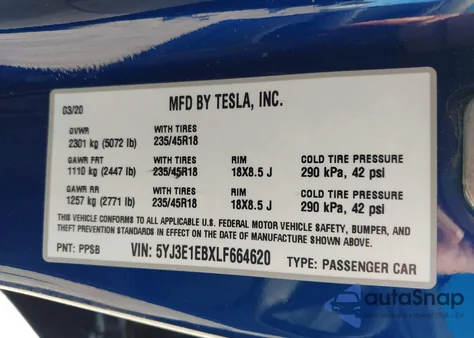 MFD BY TESLA, INC.
03/20
GVWR WITH TIRES
2301 kg (5072 lb) 235/45R18
GAWR FRT WITH TIRES RIM COLD TIRE PRESSURE
1110 kg (2447 lb) 235/45R18 18X8.5 J 290 kPa, 42 psi
GAWR RR WITH TIRES RIM COLD TIRE PRESSURE
1257 kg (2771 lb) 235/45R18 18X8.5 J 290 kPa, 42 psi
THIS VEHICLE CONFORMS TO ALL APPLICABLE U.S. FEDERAL MOTOR VEHICLE SAFETY, BUMPER, AND
THEFT PREVENTION STANDARDS IN EFFECT ON THE DATE OF MANUFACTURE SHOWN ABOVE.
PNT: PPSB VIN: 5YJ3E1EBXLF664620 TYPE: PASSENGER CAR
autoSnap